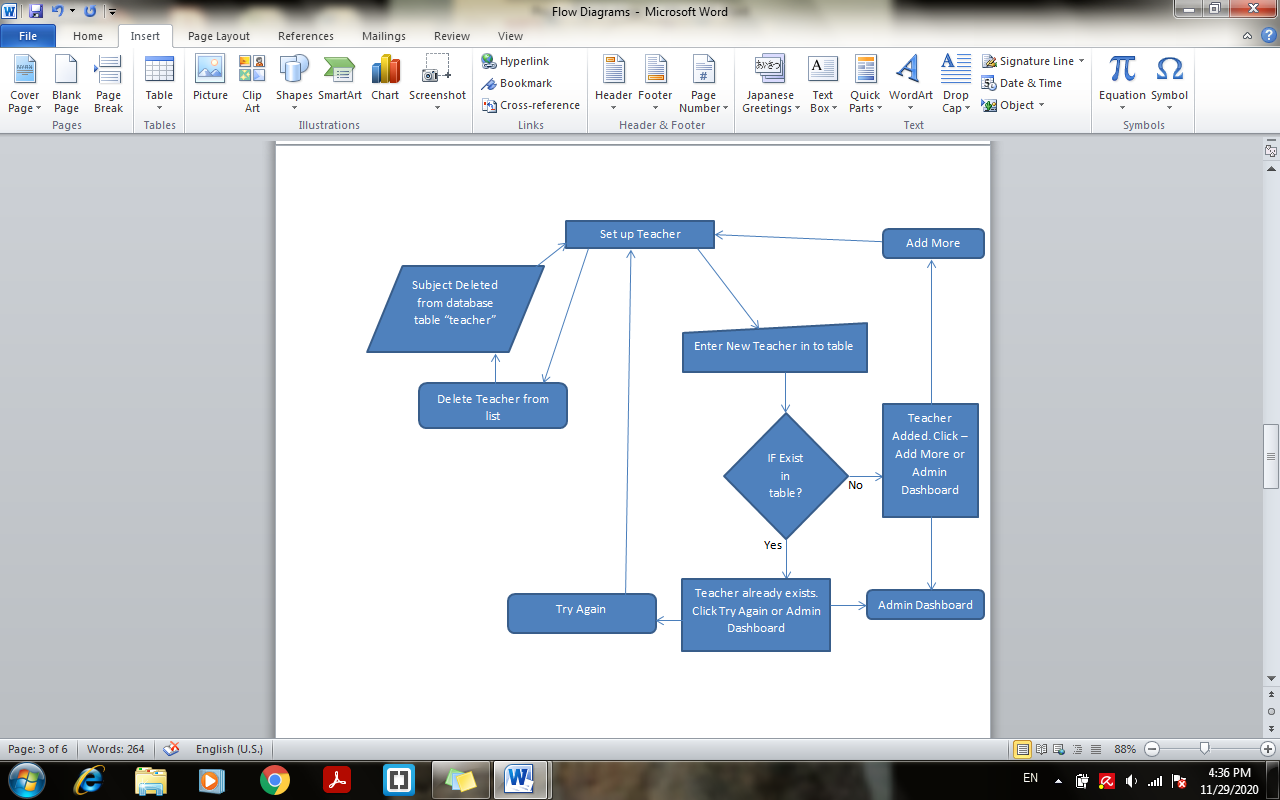 Flow Diagrams - Microsoft Word
File Home Insert Page Layout References Mailings Review View
Cover Page
Blank Page
Page Break
Pages
Table
Tables
Picture
Clip Art
Shapes
SmartArt
Chart
Screenshot
Illustrations
Hyperlink
Bookmark
Cross-reference
Links
Header
Footer
Page Number
Header & Footer
Japanese Greetings
Text Box
Quick Parts
WordArt
Drop Cap
Signature Line
Date & Time
Object
Text
Equation
Symbol
Symbols
Set up Teacher
Add More
Subject Deleted
from database
table “teacher”
Enter New Teacher in to table
Delete Teacher from
list
Teacher
Added. Click –
Add More or
Admin
Dashboard
IF Exist
in
table?
No
Yes
Teacher already exists.
Click Try Again or Admin
Dashboard
Try Again
Admin Dashboard
Page: 3 of 6 Words: 264 English (U.S.) 88%
EN
4:36 PM
11/29/2020